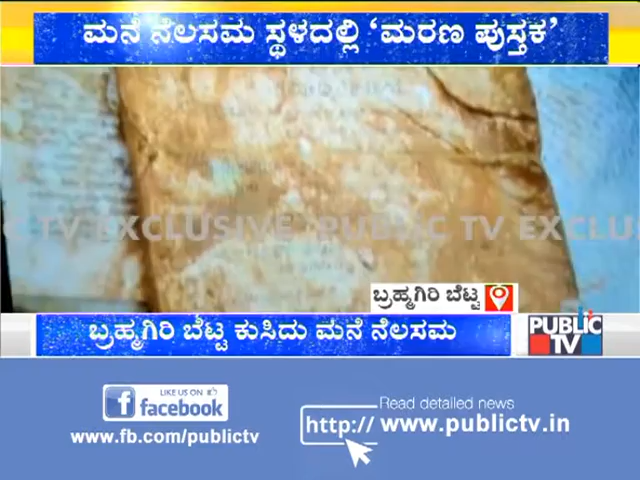 ಮನೆ ನೆಲಸಮ ಸ್ಥಳದಲ್ಲಿ ‘ಮರಣ ಪುಸ್ತಕ’
C TV EXCLUSIVE PUBLIC TV EXCLUS
ಬ್ರಹ್ಮಗಿರಿ ಬೆಟ್ಟ
ಬ್ರಹ್ಮಗಿರಿ ಬೆಟ್ಟ ಕುಸಿದು ಮನೆ ನೆಲಸಮ
PUBLIC TV
LIKE US ON
facebook
www.fb.com/publictv
Read detailed news
http:// www.publictv.in